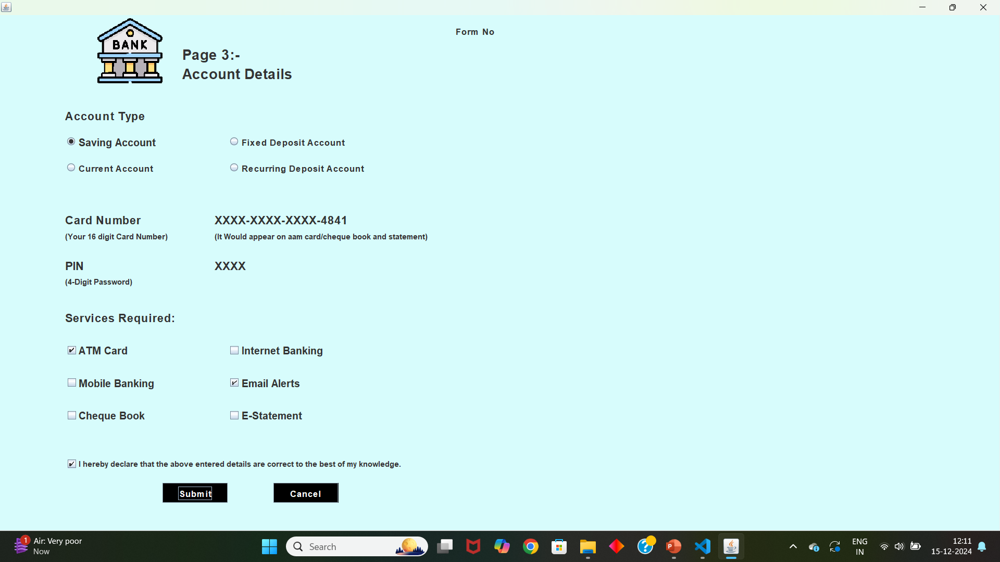 BANK
Form No
Page 3:-
Account Details
Account Type
Saving Account
Fixed Deposit Account
Current Account
Recurring Deposit Account
Card Number
XXXX-XXXX-XXXX-4841
(Your 16 digit Card Number)
(It Would appear on aam card/cheque book and statement)
PIN
XXXX
(4-Digit Password)
Services Required:
ATM Card
Internet Banking
Mobile Banking
Email Alerts
Cheque Book
E-Statement
I hereby declare that the above entered details are correct to the best of my knowledge.
Submit
Cancel
1
Air: Very poor
Now
Search
P
ENG
IN
12:11
15-12-2024